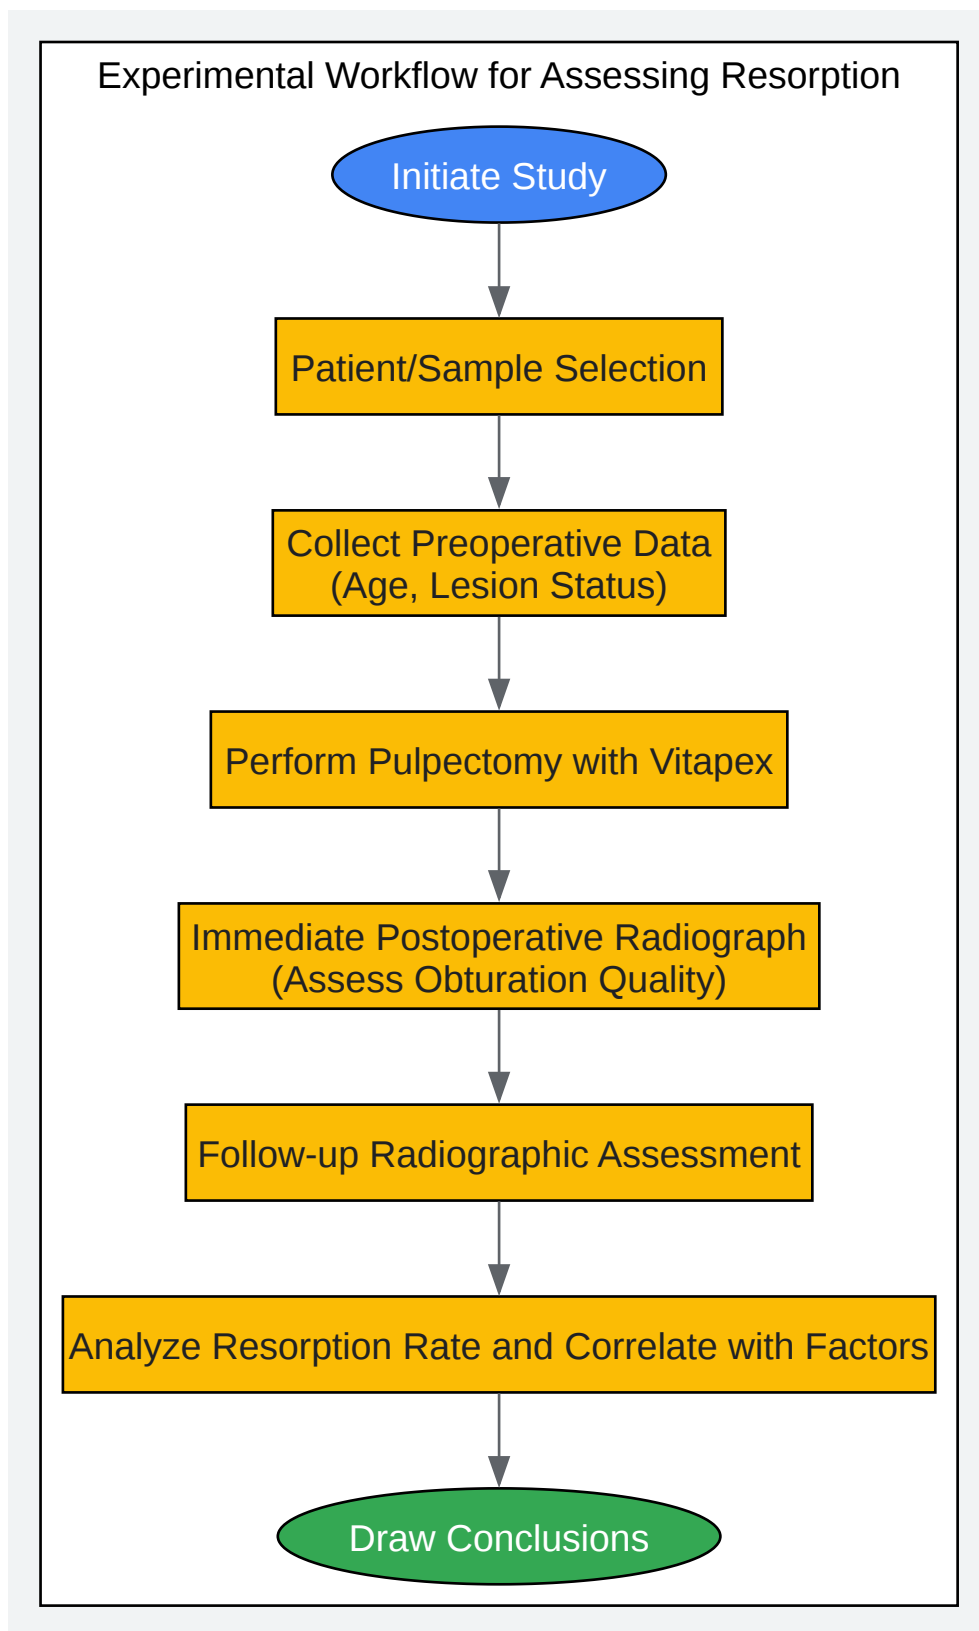 Experimental Workflow for Assessing Resorption
Initiate Study
Patient/Sample Selection
Collect Preoperative Data
(Age, Lesion Status)
Perform Pulpectomy with Vitapex
Immediate Postoperative Radiograph
(Assess Obturation Quality)
Follow-up Radiographic Assessment
Analyze Resorption Rate and Correlate with Factors
Draw Conclusions